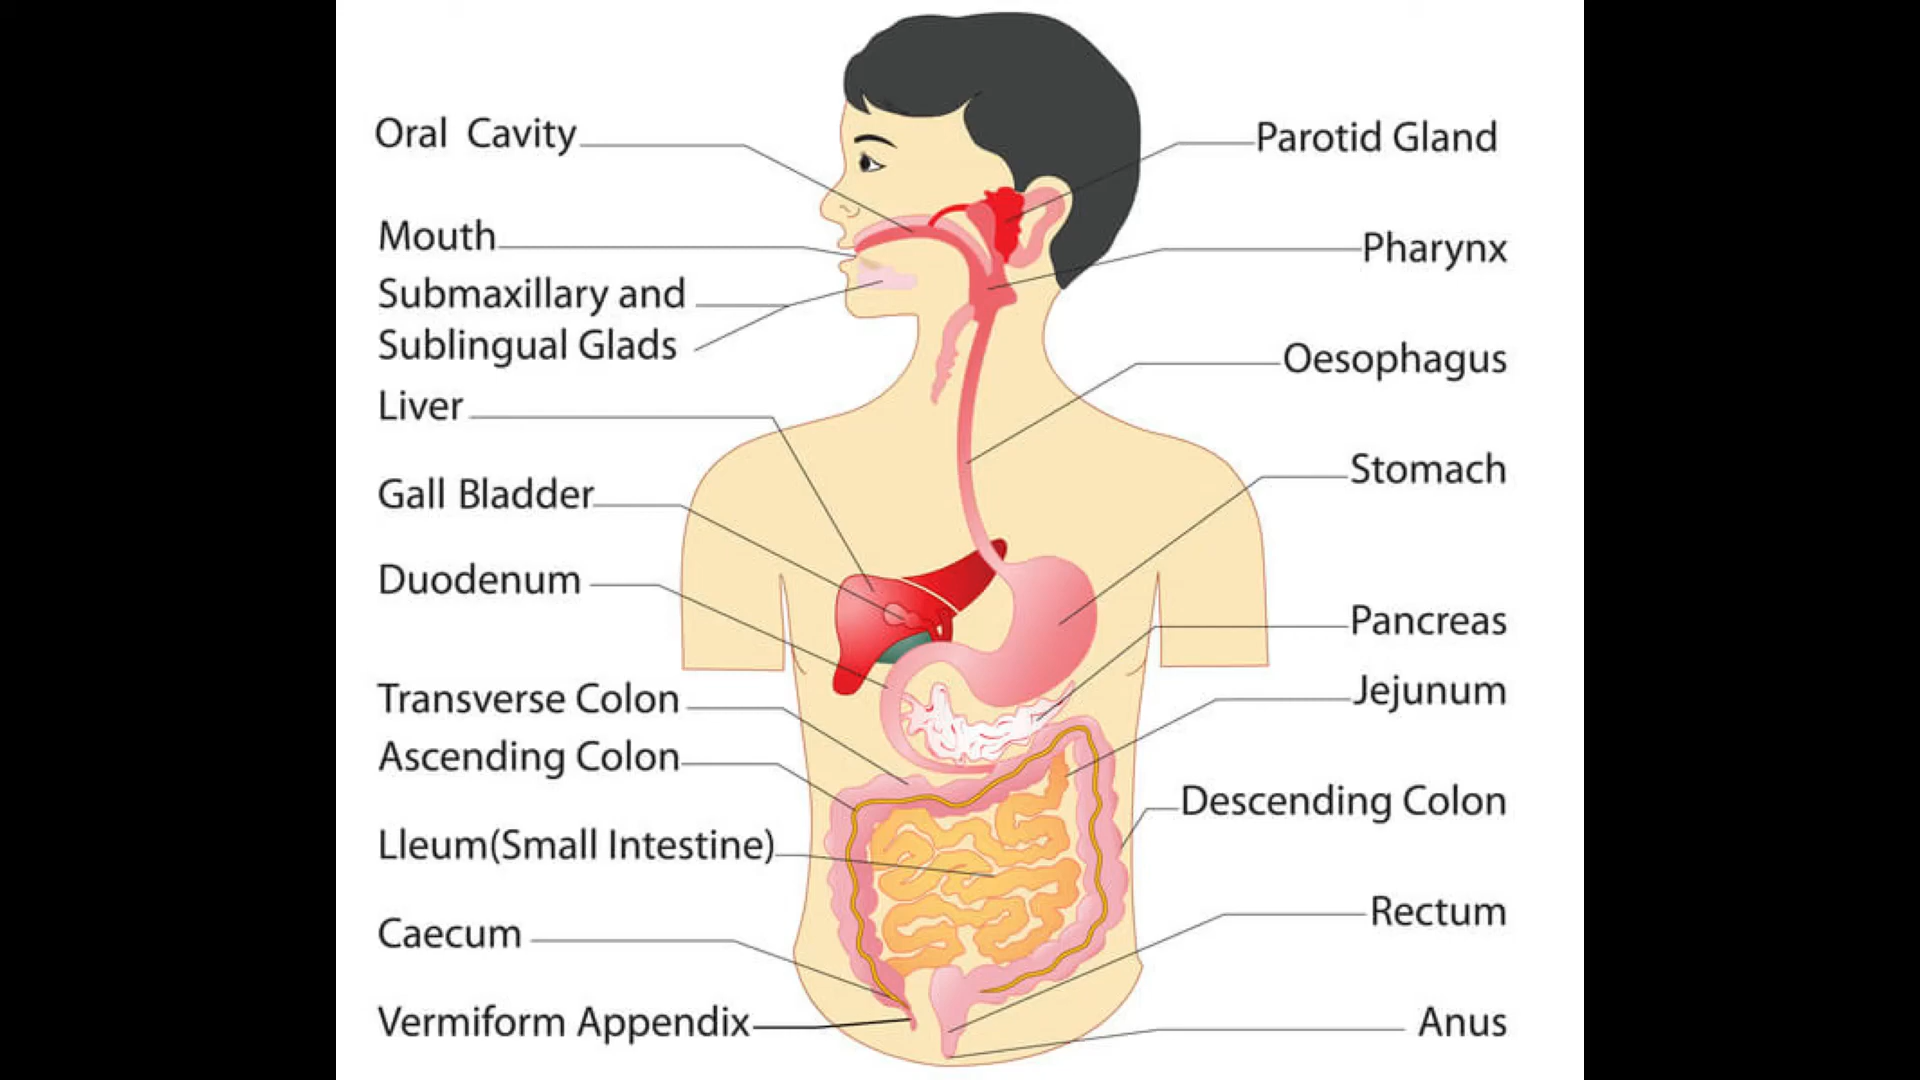 Oral Cavity
Mouth
Submaxillary and
Sublingual Glads
Liver
Gall Bladder
Duodenum
Transverse Colon
Ascending Colon
Lleum(Small Intestine)
Caecum
Vermiform Appendix
Parotid Gland
Pharynx
Oesophagus
Stomach
Pancreas
Jejunum
Descending Colon
Rectum
Anus